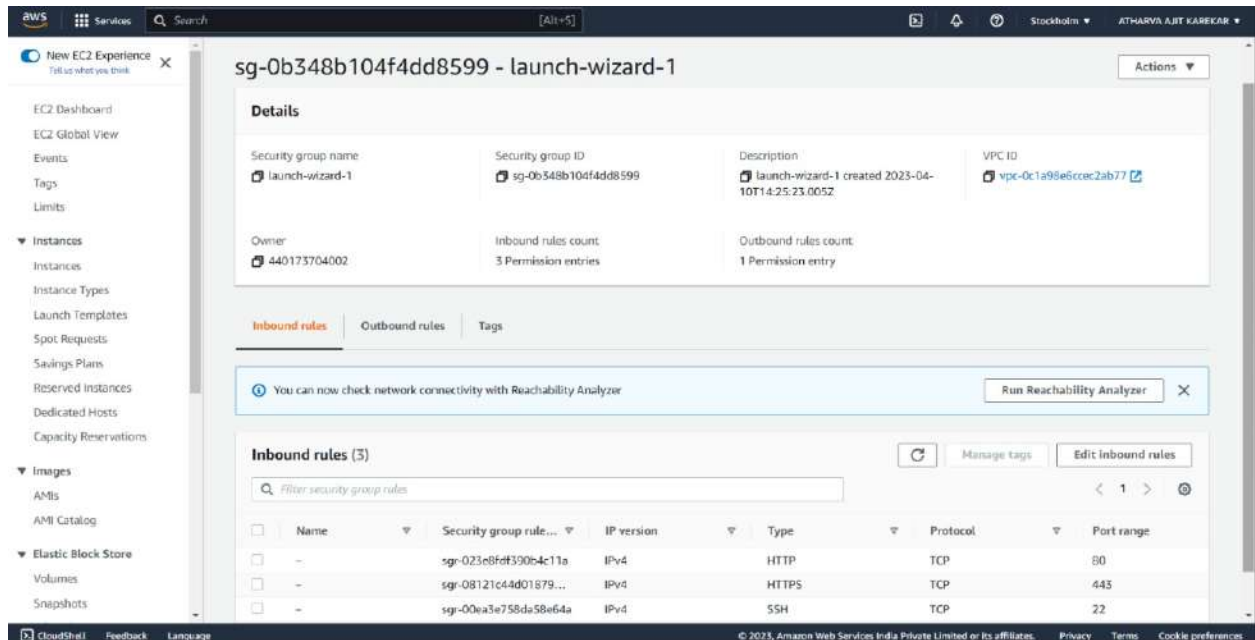 aws Services Search [Alt+S] Stockholm ATHARVA AJIT KAREKAR
New EC2 Experience
Tell us what you think
EC2 Dashboard
EC2 Global View
Events
Tags
Limits
Instances
Instances
Instance Types
Launch Templates
Spot Requests
Savings Plans
Reserved Instances
Dedicated Hosts
Capacity Reservations
Images
AMIs
AMI Catalog
Elastic Block Store
Volumes
Snapshots
sg-0b348b104f4dd8599 - launch-wizard-1 Actions
Details
Security group name Security group ID Description VPC ID
launch-wizard-1 sg-0b348b104f4dd8599 launch-wizard-1 created 2023-04- vpc-0c1a98e6ccec2ab77
10T14:25:23.005Z
Owner Inbound rules count Outbound rules count
440173704002 3 Permission entries 1 Permission entry
Inbound rules Outbound rules Tags
You can now check network connectivity with Reachability Analyzer Run Reachability Analyzer
Inbound rules (3) Manage tags Edit inbound rules
Filter security group rules 1
Name Security group rule... IP version Type Protocol Port range
– sgr-023e8fdf390b4c11a IPv4 HTTP TCP 80
– sgr-08121c44d01879... IPv4 HTTPS TCP 443
– sgr-00ea3e758da58e64a IPv4 SSH TCP 22
CloudShell Feedback Language © 2023, Amazon Web Services India Private Limited or its affiliates. Privacy Terms Cookie preferences